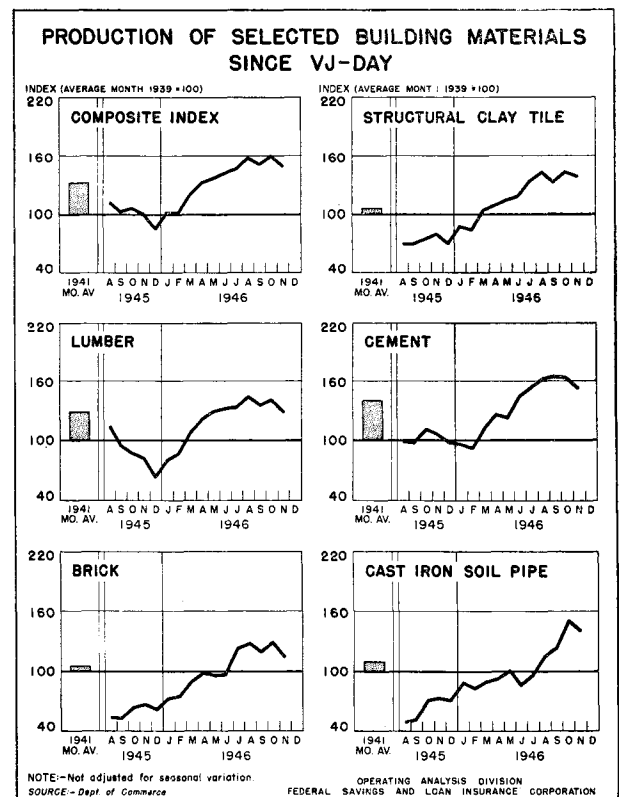 PRODUCTION OF SELECTED BUILDING MATERIALS
SINCE VJ-DAY
INDEX (AVERAGE MONTH 1939 = 100)
220
COMPOSITE INDEX
160
100
40
1941
MO. AV.
A S O N D J F M A M J J A S O N D
1945 1946
INDEX (AVERAGE MONT : 1939 = 100)
220
STRUCTURAL CLAY TILE
160
100
40
1941
MO. AV.
A S O N D J F M A M J J A S O N D
1945 1946
220
LUMBER
160
100
40
1941
MO. AV.
A S O N D J F M A M J J A S O N D
1945 1946
220
CEMENT
160
100
40
1941
MO. AV.
A S O N D J F M A M J J A S O N D
1945 1946
220
BRICK
160
100
40
1941
MO. AV.
A S O N D J F M A M J J A S O N D
1945 1946
220
CAST IRON SOIL PIPE
160
100
40
1941
MO. AV.
A S O N D J F M A M J J A S O N D
1945 1946
NOTE:-Not adjusted for seasonal variation.
SOURCE:- Dept. of Commerce
OPERATING ANALYSIS DIVISION
FEDERAL SAVINGS AND LOAN INSURANCE CORPORATION